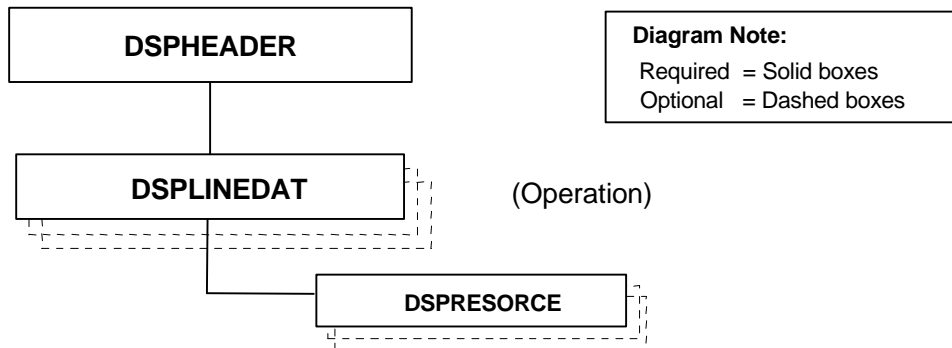 DSPHEADER
Diagram Note:
Required = Solid boxes
Optional = Dashed boxes
DSPLINEDAT
(Operation)
DSPRESORCE